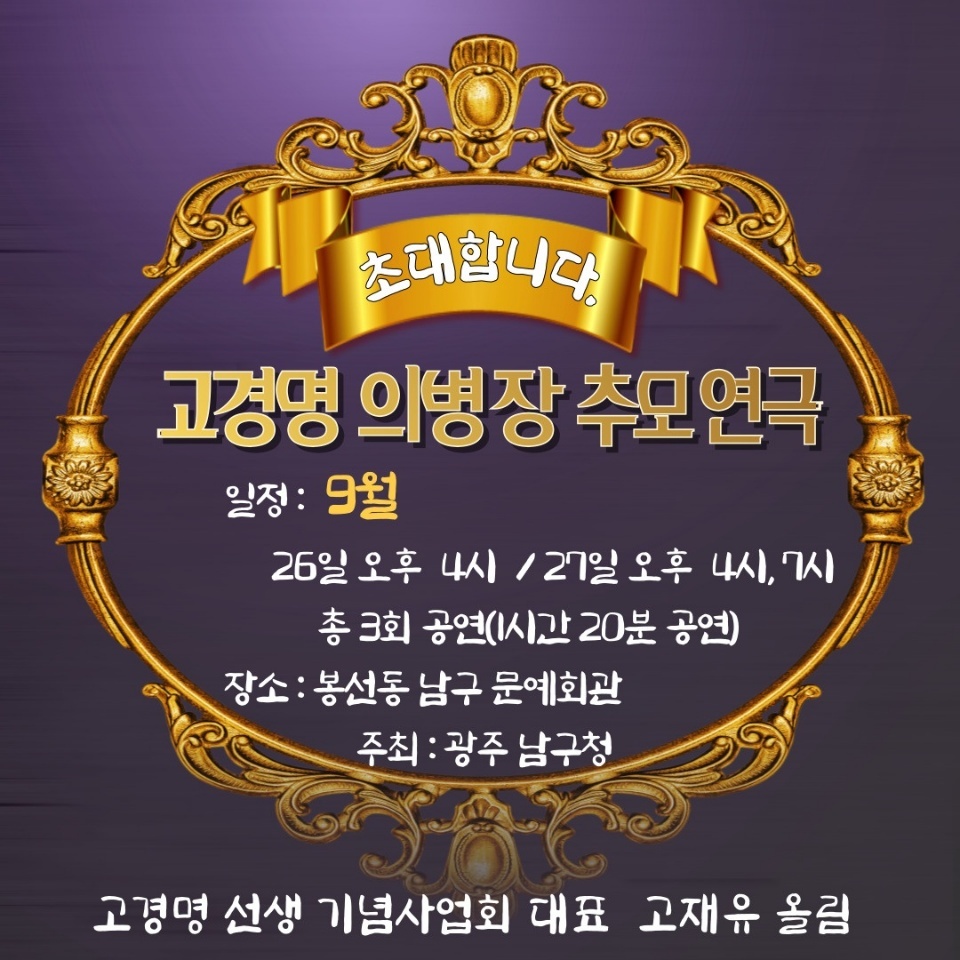 초대합니다.
고경명 의병장 추모연극
일정 : 9월
26일 오후 4시 / 27일 오후 4시, 7시
총 3회 공연(1시간 20분 공연)
장소 : 봉선동 남구 문예회관
주최 : 광주 남구청
고경명 선생 기념사업회 대표 고재유 올림